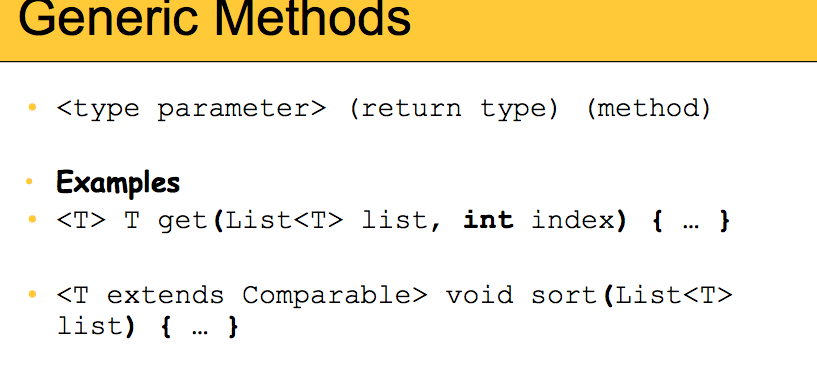 Generic Methods
• <type parameter> (return type) (method)
• Examples
• <T> T get(List<T> list, int index) { … }
• <T extends Comparable> void sort(List<T>
list) { … }